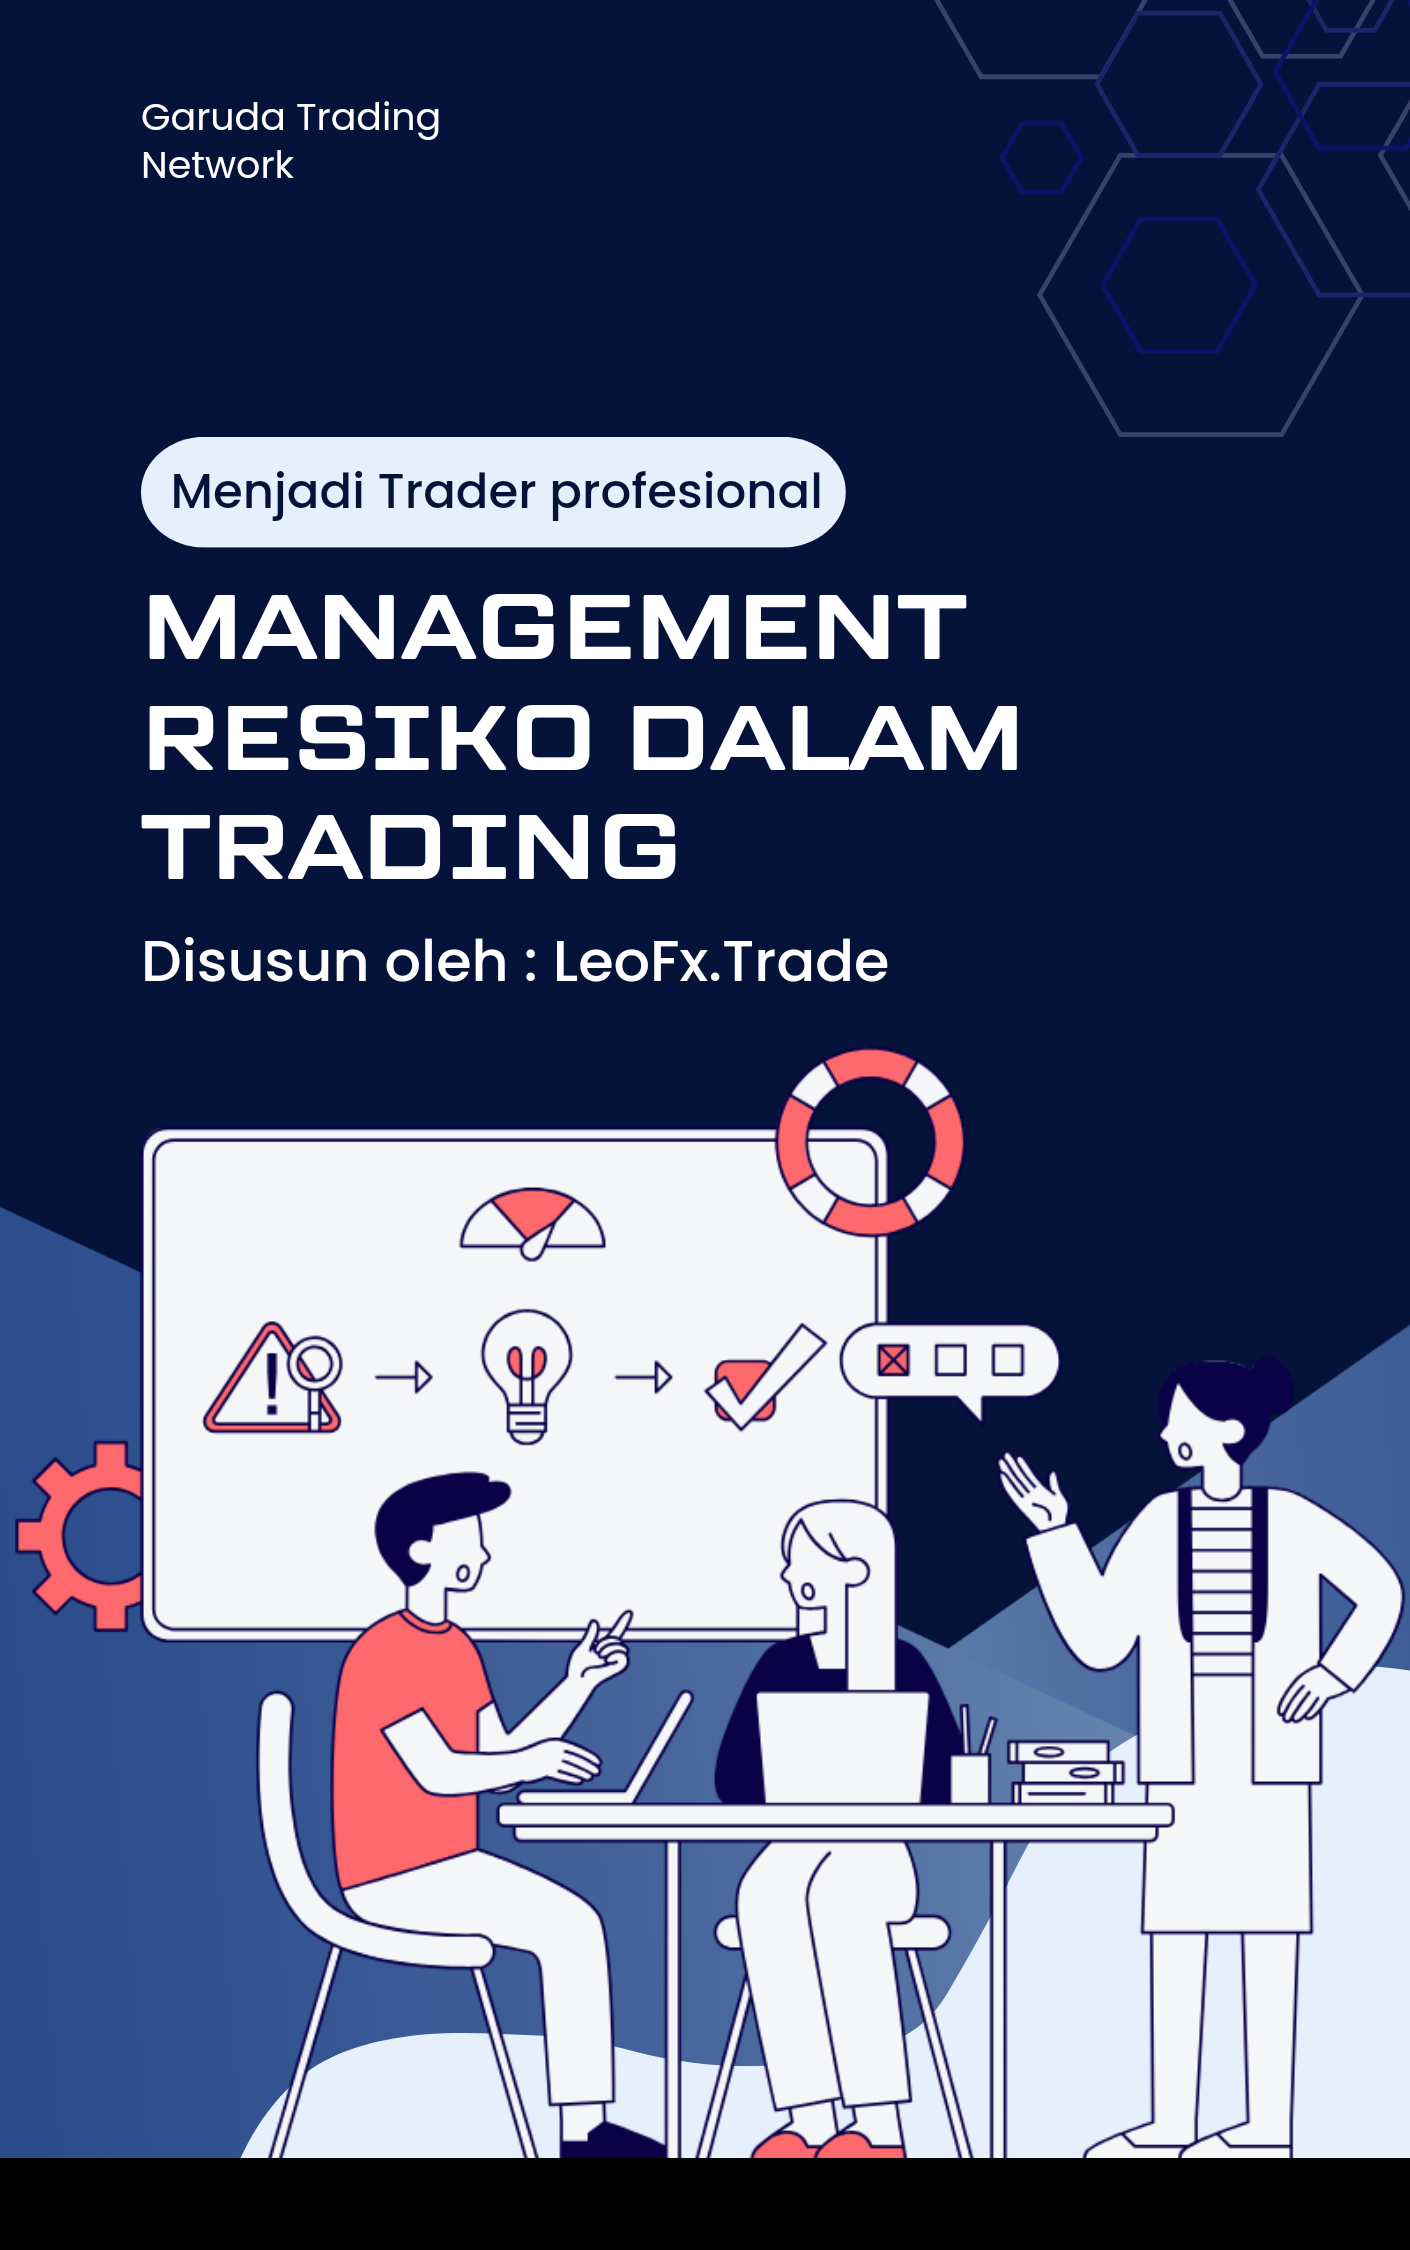 Garuda Trading
Network
Menjadi Trader profesional
MANAGEMENT
RESIKO DALAM
TRADING
Disusun oleh : LeoFx.Trade